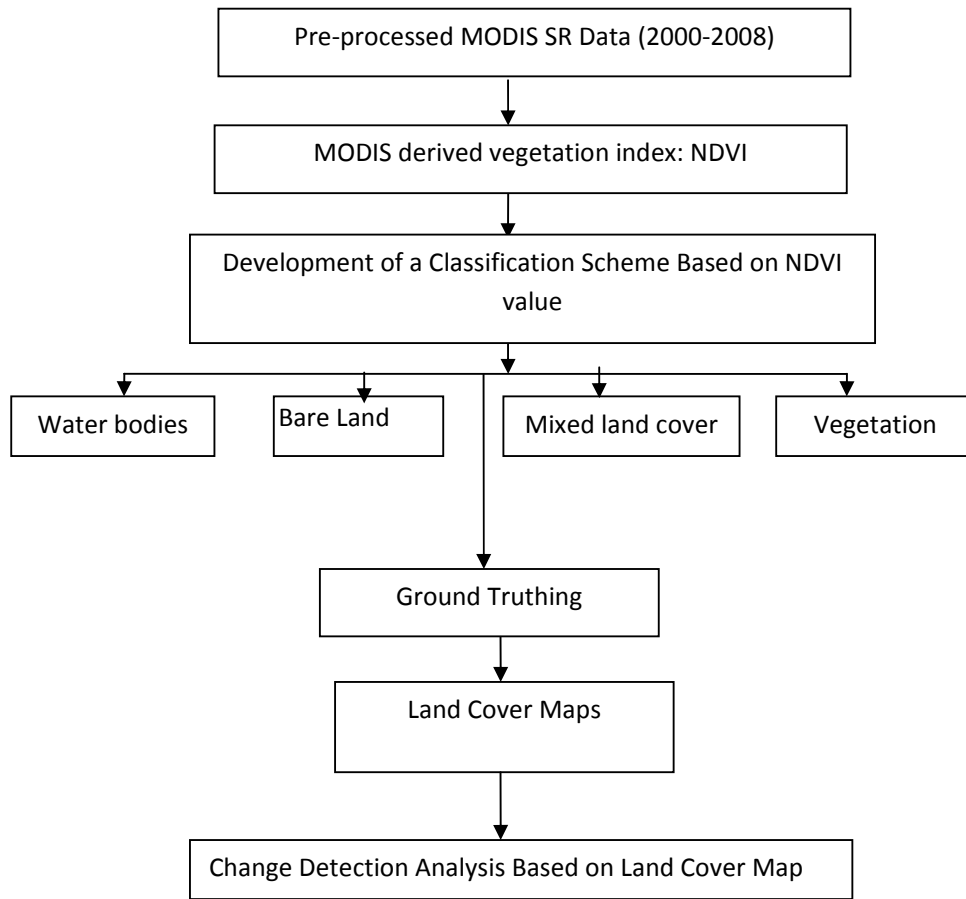 Pre-processed MODIS SR Data (2000-2008)
MODIS derived vegetation index: NDVI
Development of a Classification Scheme Based on NDVI
value
Water bodies
Bare Land
Mixed land cover
Vegetation
Ground Truthing
Land Cover Maps
Change Detection Analysis Based on Land Cover Map